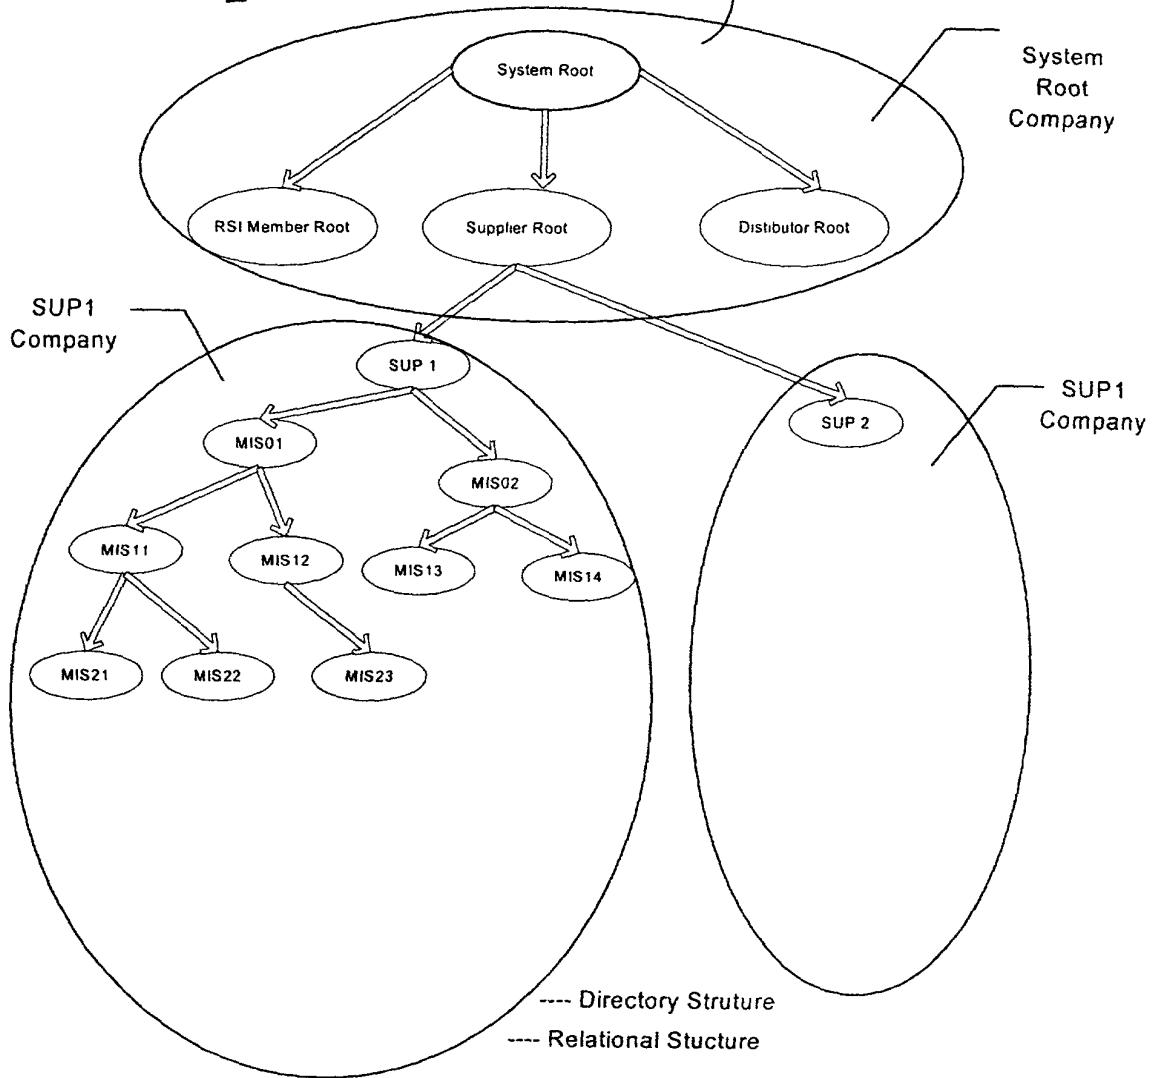 System Root
System
Root
Company
RSI Member Root
Supplier Root
Distibutor Root
SUP1
Company
SUP 1
SUP1
Company
SUP 2
MIS01
MIS02
MIS11
MIS12
MIS13
MIS14
MIS21
MIS22
MIS23
---- Directory Struture
---- Relational Stucture